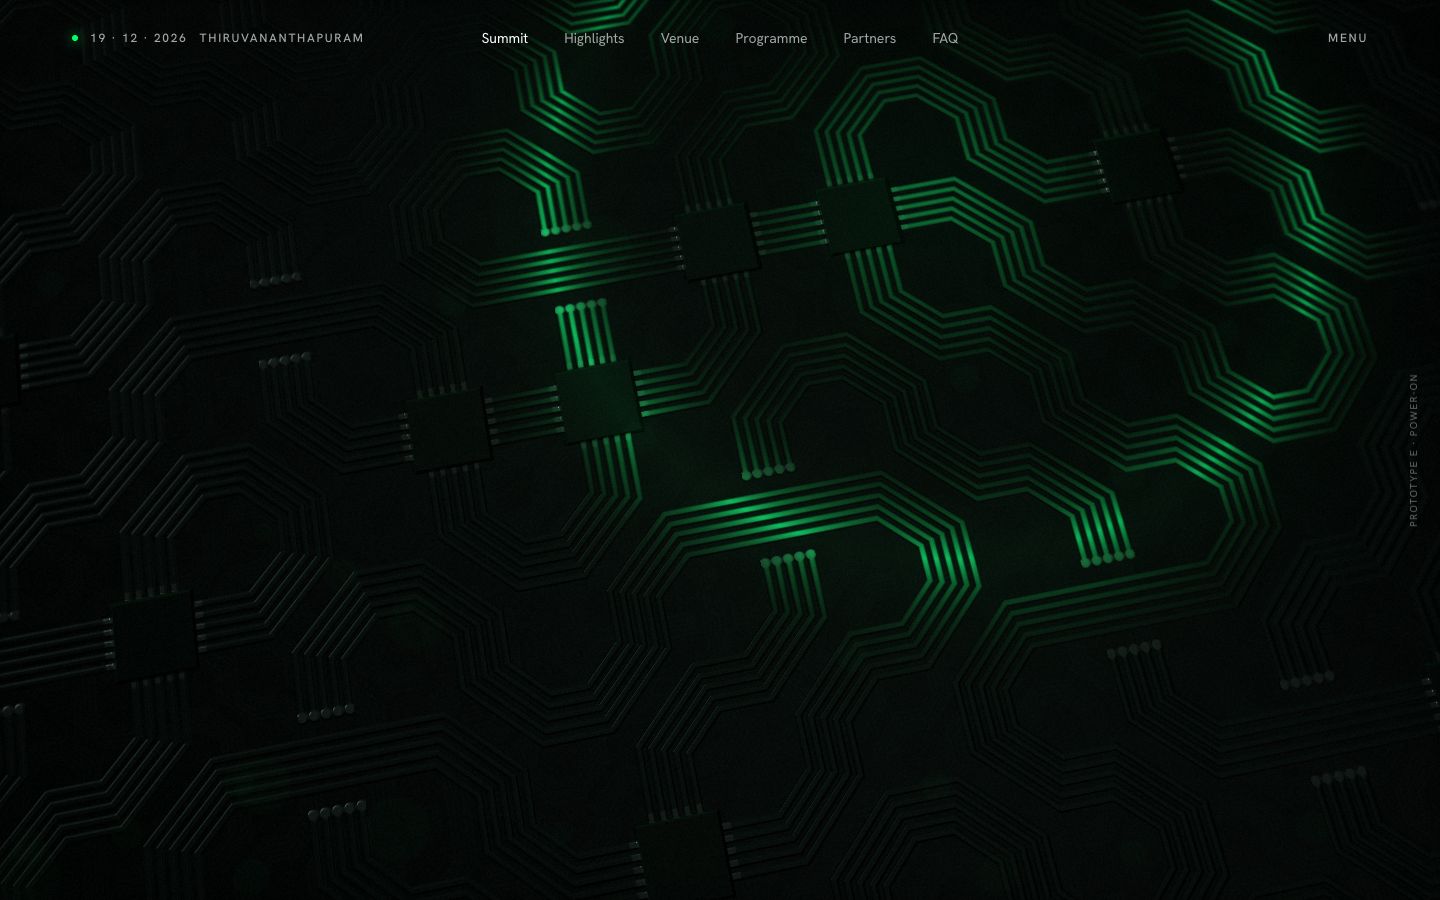 19 · 12 · 2026 THIRUVANANTHAPURAM
Summit Highlights Venue Programme Partners FAQ
MENU
PROTOTYPE E · POWER-ON